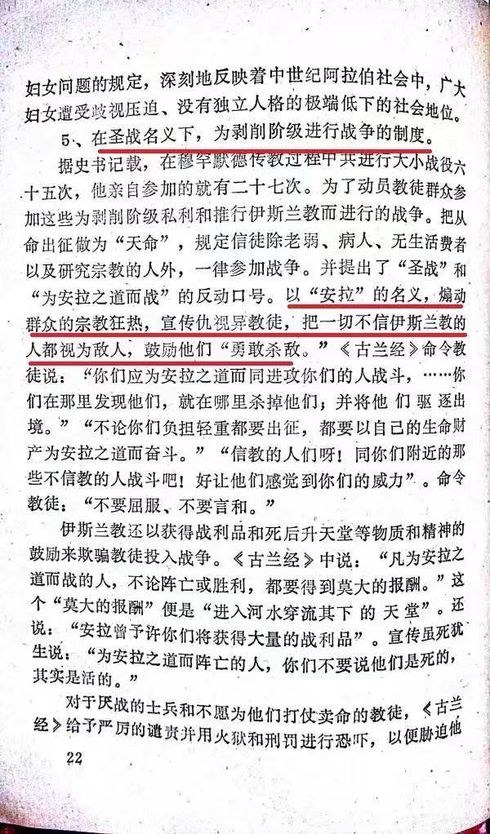 妇女问题的规定，深刻地反映着中世纪阿拉伯社会中，广大
妇女遭受歧视压迫、没有独立人格的极端低下的社会地位。
5、在圣战名义下，为剥削阶级进行战争的制度。
据史书记载，在穆罕默德传教过程中共进行大小战役六
十五次，他亲自参加的就有二十七次。为了动员教徒群众参
加这些为剥削阶级私利和推行伊斯兰教而进行的战争。把从
命出征做为“天命”，规定信徒除老弱、病人、无生活费者
以及研究宗教的人外，一律参加战争。并提出了“圣战”和
“为安拉之道而战”的反动口号。以“安拉”的名义，煽动
群众的宗教狂热，宣传仇视异教徒，把一切不信伊斯兰教的
人都视为敌人，鼓励他们“勇敢杀敌。”《古兰经》命令教
徒说：“你们应为安拉之道而同进攻你们的人战斗，……你
们在那里发现他们，就在哪里杀掉他们；并将他们驱逐出
境。”“不论你们负担轻重都要出征，都要以自己的生命财
产为安拉之道而奋斗。”“信教的人们呀！同你们附近的那
些不信教的人战斗吧！好让他们感觉到你们的威力”。命令
教徒：“不要屈服、不要言和。”
伊斯兰教还以获得战利品和死后升天堂等物质和精神的
鼓励来欺骗教徒投入战争。《古兰经》中说：“凡为安拉之
道而战的人，不论阵亡或胜利，都要得到莫大的报酬。”这
个“莫大的报酬”便是“进入河水穿流其下的天堂”。还
说：“安拉曾予许你们将获得大量的战利品”。宣传虽死犹
生说：“为安拉之道而阵亡的人，你们不要说他们是死的，
其实是活的。”
对于厌战的士兵和不愿为他们打仗卖命的教徒，《古兰
经》给予严厉的谴责并用火狱和刑罚进行恐吓，以便胁迫他
22